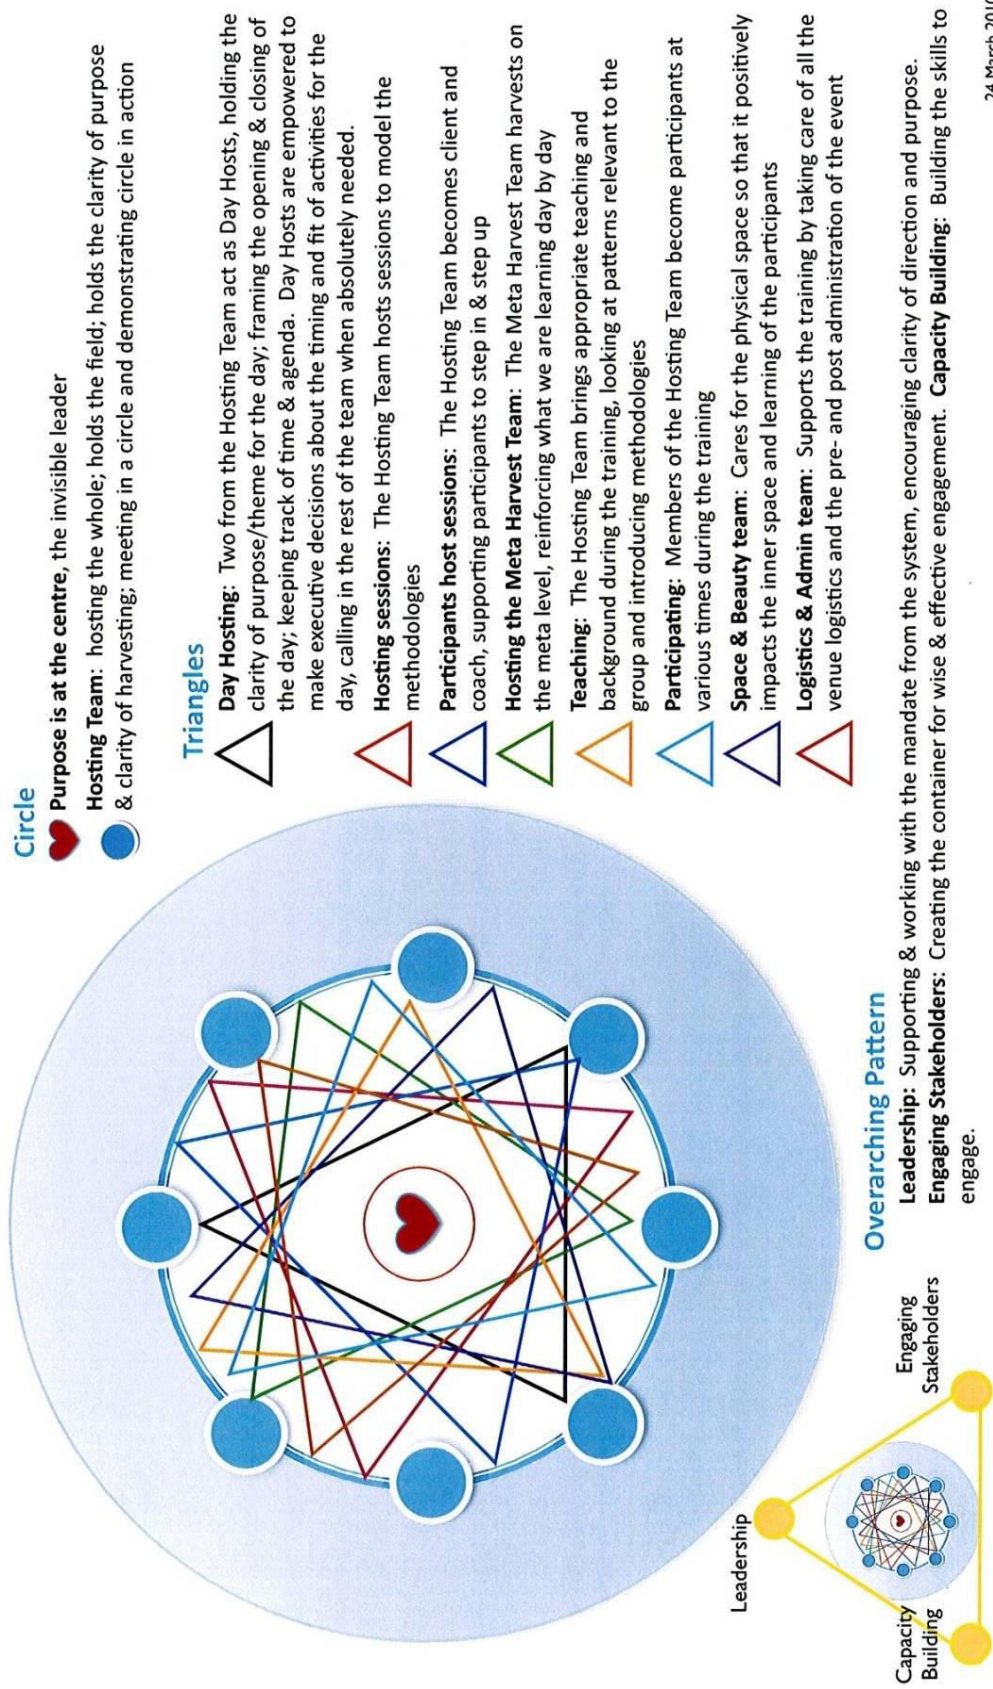 Circle
Purpose is at the centre, the invisible leader
Hosting Team: hosting the whole; holds the field; holds the clarity of purpose
& clarity of harvesting; meeting in a circle and demonstrating circle in action
Triangles
Day Hosting: Two from the Hosting Team act as Day Hosts, holding the
clarity of purpose/theme for the day; framing the opening & closing of
the day; keeping track of time & agenda. Day Hosts are empowered to
make executive decisions about the timing and fit of activities for the
day, calling in the rest of the team when absolutely needed.
Hosting sessions: The Hosting Team hosts sessions to model the
methodologies
Participants host sessions: The Hosting Team becomes client and
coach, supporting participants to step in & step up
Hosting the Meta Harvest Team: The Meta Harvest Team harvests on
the meta level, reinforcing what we are learning day by day
Teaching: The Hosting Team brings appropriate teaching and
background during the training, looking at patterns relevant to the
group and introducing methodologies
Participating: Members of the Hosting Team become participants at
various times during the training
Space & Beauty team: Cares for the physical space so that it positively
impacts the inner space and learning of the participants
Logistics & Admin team: Supports the training by taking care of all the
venue logistics and the pre- and post administration of the event
Leadership
Capacity
Building
Engaging
Stakeholders
Overarching Pattern
Leadership: Supporting & working with the mandate from the system, encouraging clarity of direction and purpose.
Engaging Stakeholders: Creating the container for wise & effective engagement. Capacity Building: Building the skills to
engage.
24 March